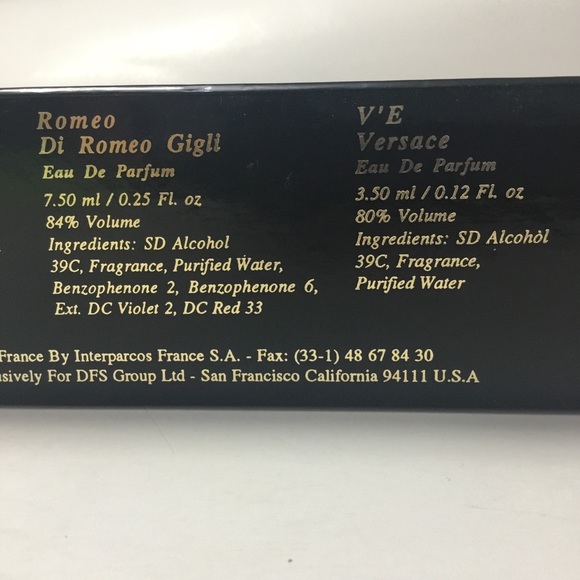 Romeo
Di Romeo Gigli
Eau De Parfum
7.50 ml / 0.25 Fl. oz
84% Volume
Ingredients: SD Alcohol
39C, Fragrance, Purified Water,
Benzophenone 2, Benzophenone 6,
Ext. DC Violet 2, DC Red 33
V'E
Versace
Eau De Parfum
3.50 ml / 0.12 Fl. oz
80% Volume
Ingredients: SD Alcohol
39C, Fragrance,
Purified Water
France By Interparcos France S.A. - Fax: (33-1) 48 67 84 30
For DFS Group Ltd - San Francisco California 94111 U.S.A